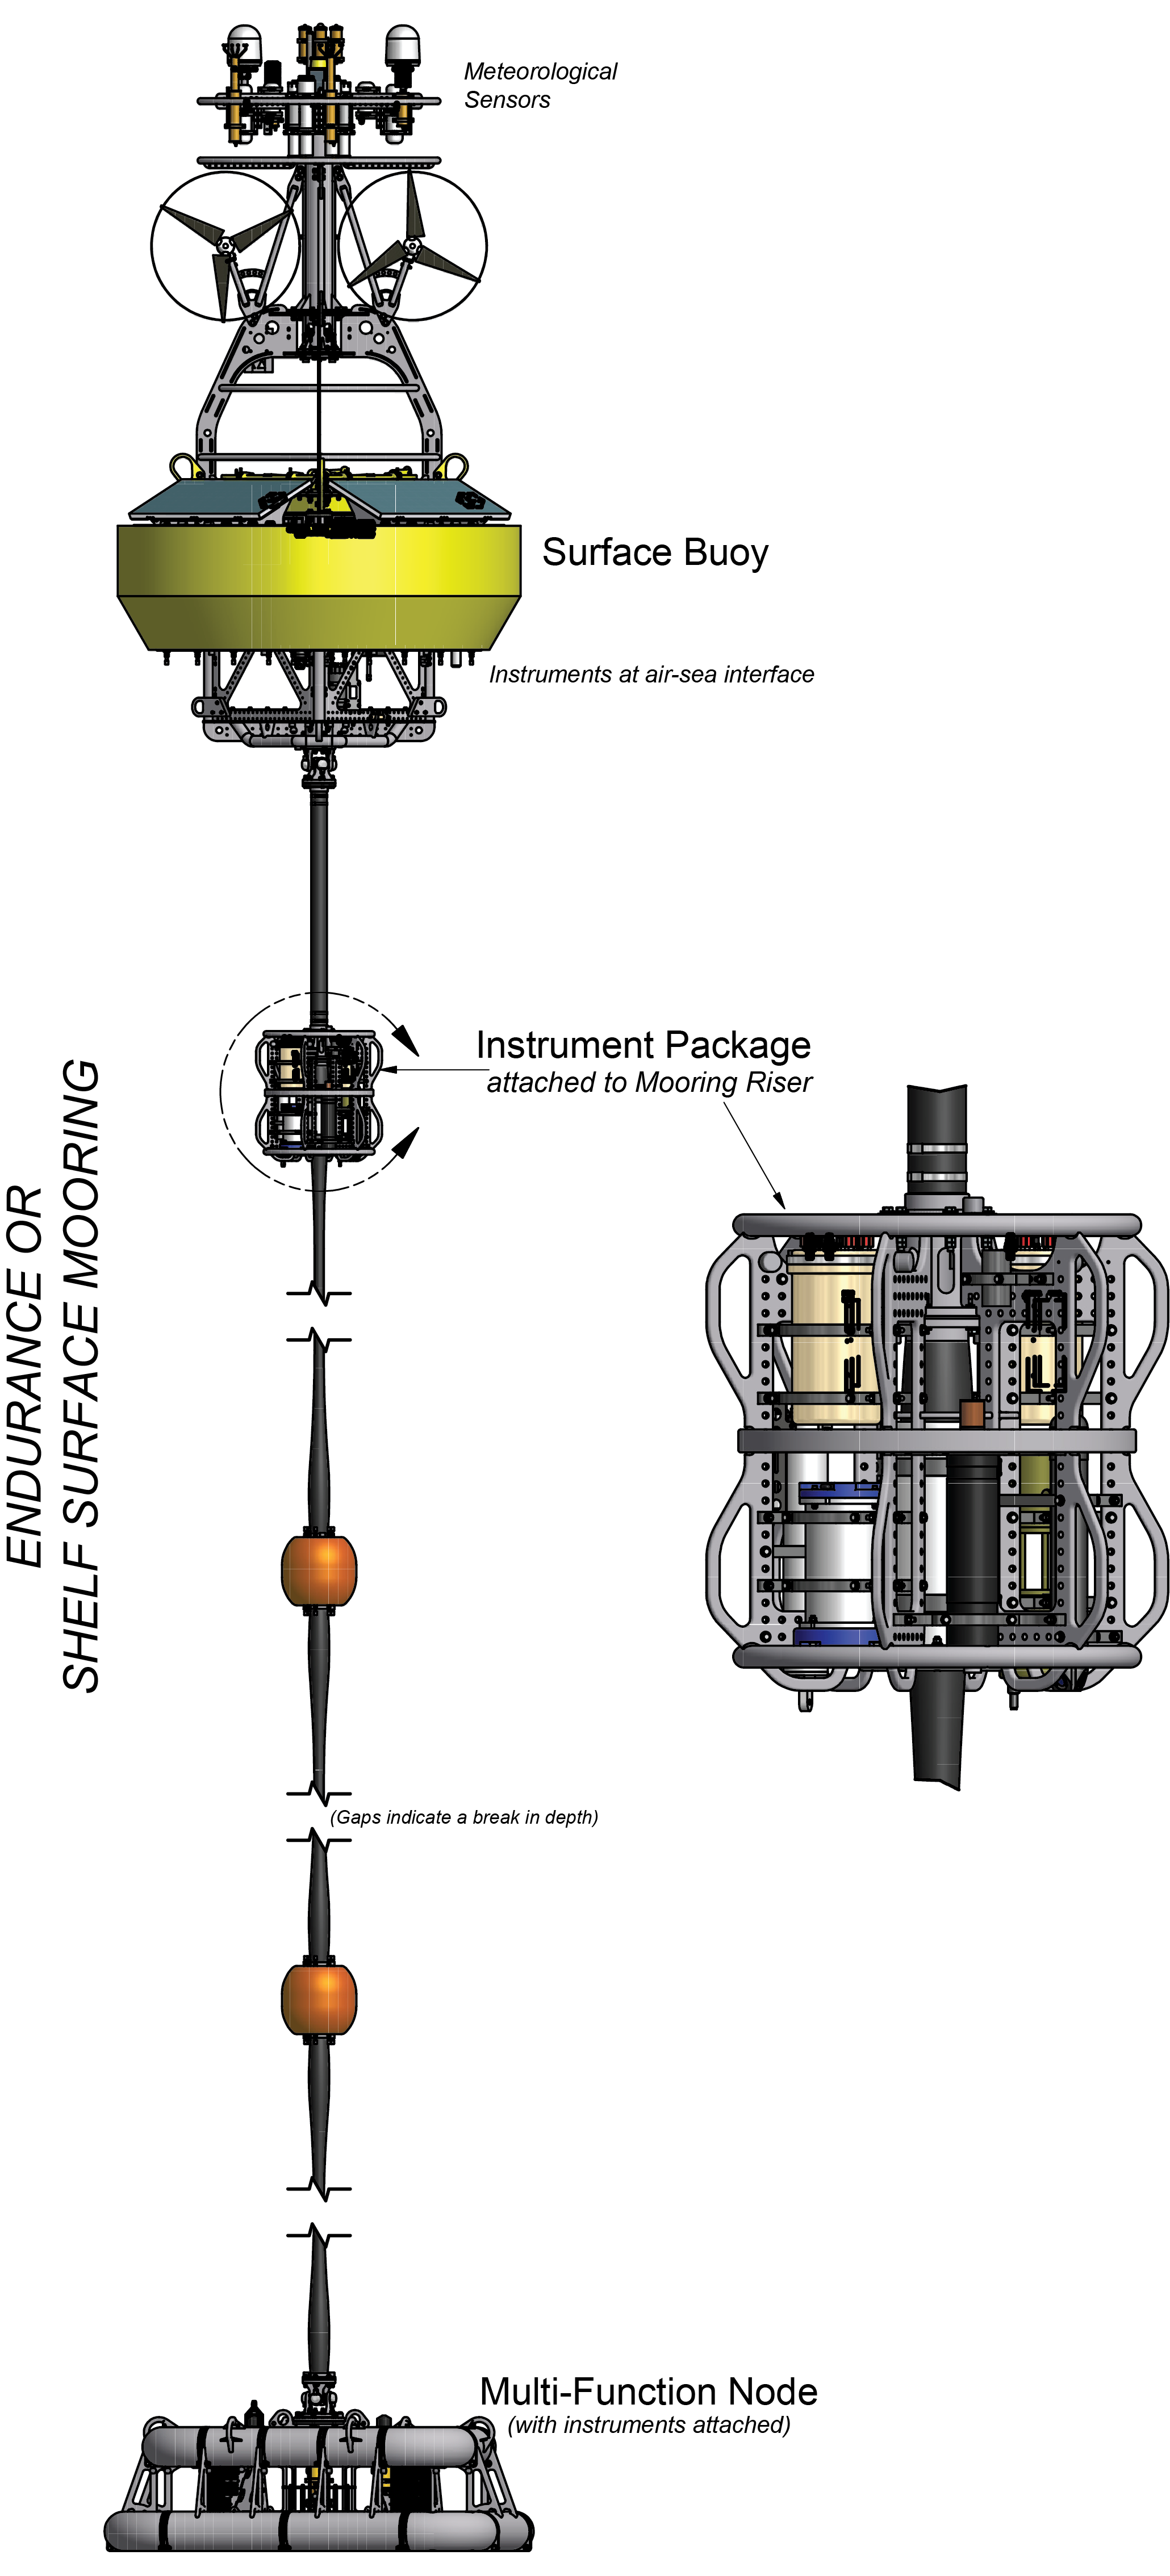 Meteorological
Sensors
Surface Buoy
Instruments at air-sea interface
Instrument Package
attached to Mooring Riser
ENDURANCE OR
SHELF SURFACE MOORING
(Gaps indicate a break in depth)
Multi-Function Node
(with instruments attached)